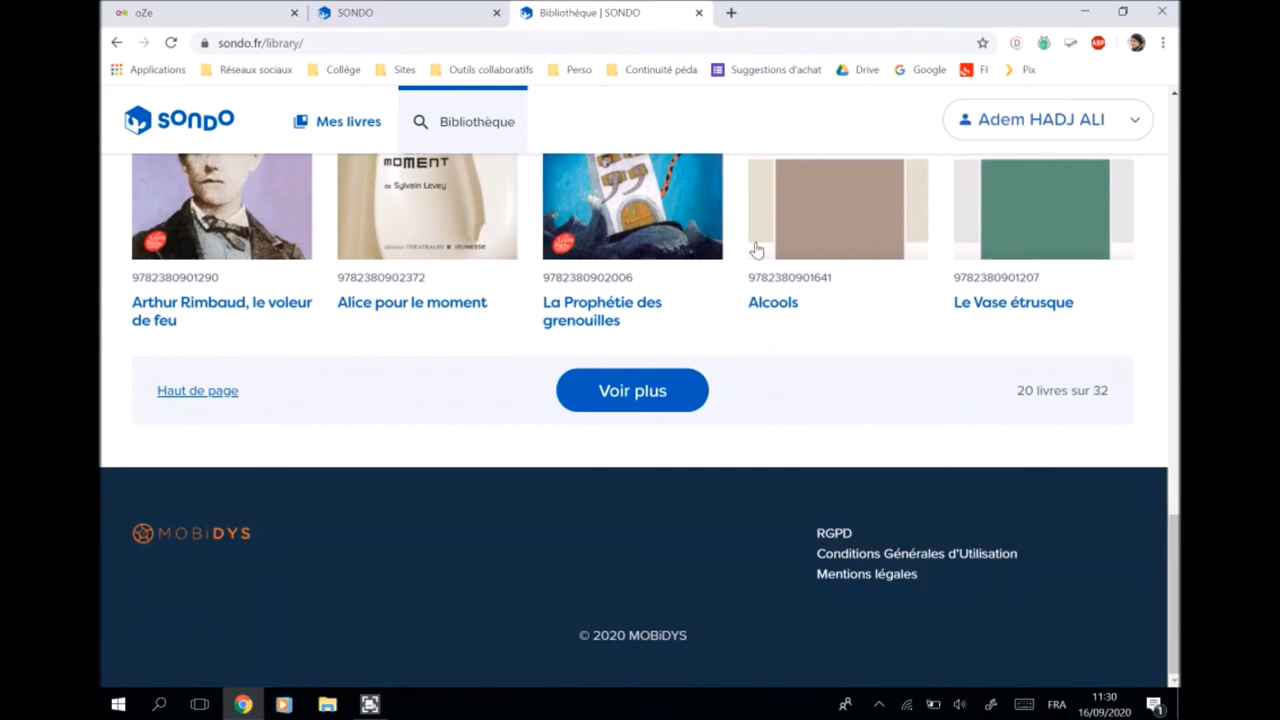 oZe
SONDO
Bibliothèque | SONDO
sondo.fr/library/
Applications
Réseaux sociaux
Collège
Sites
Outils collaboratifs
Perso
Continuité péda
Suggestions d'achat
Drive
Google
FI
Pix
SONDO
Mes livres
Bibliothèque
Adem HADJ ALI
MOMENT
de Sylvain Levey
éditions THEATRALES JEUNESSE
9782380901290
9782380902372
9782380902006
9782380901641
9782380901207
Arthur Rimbaud, le voleur
de feu
Alice pour le moment
La Prophétie des
grenouilles
Alcools
Le Vase étrusque
Haut de page
Voir plus
20 livres sur 32
MOBiDYS
RGPD
Conditions Générales d'Utilisation
Mentions légales
© 2020 MOBiDYS
FRA
11:30
16/09/2020